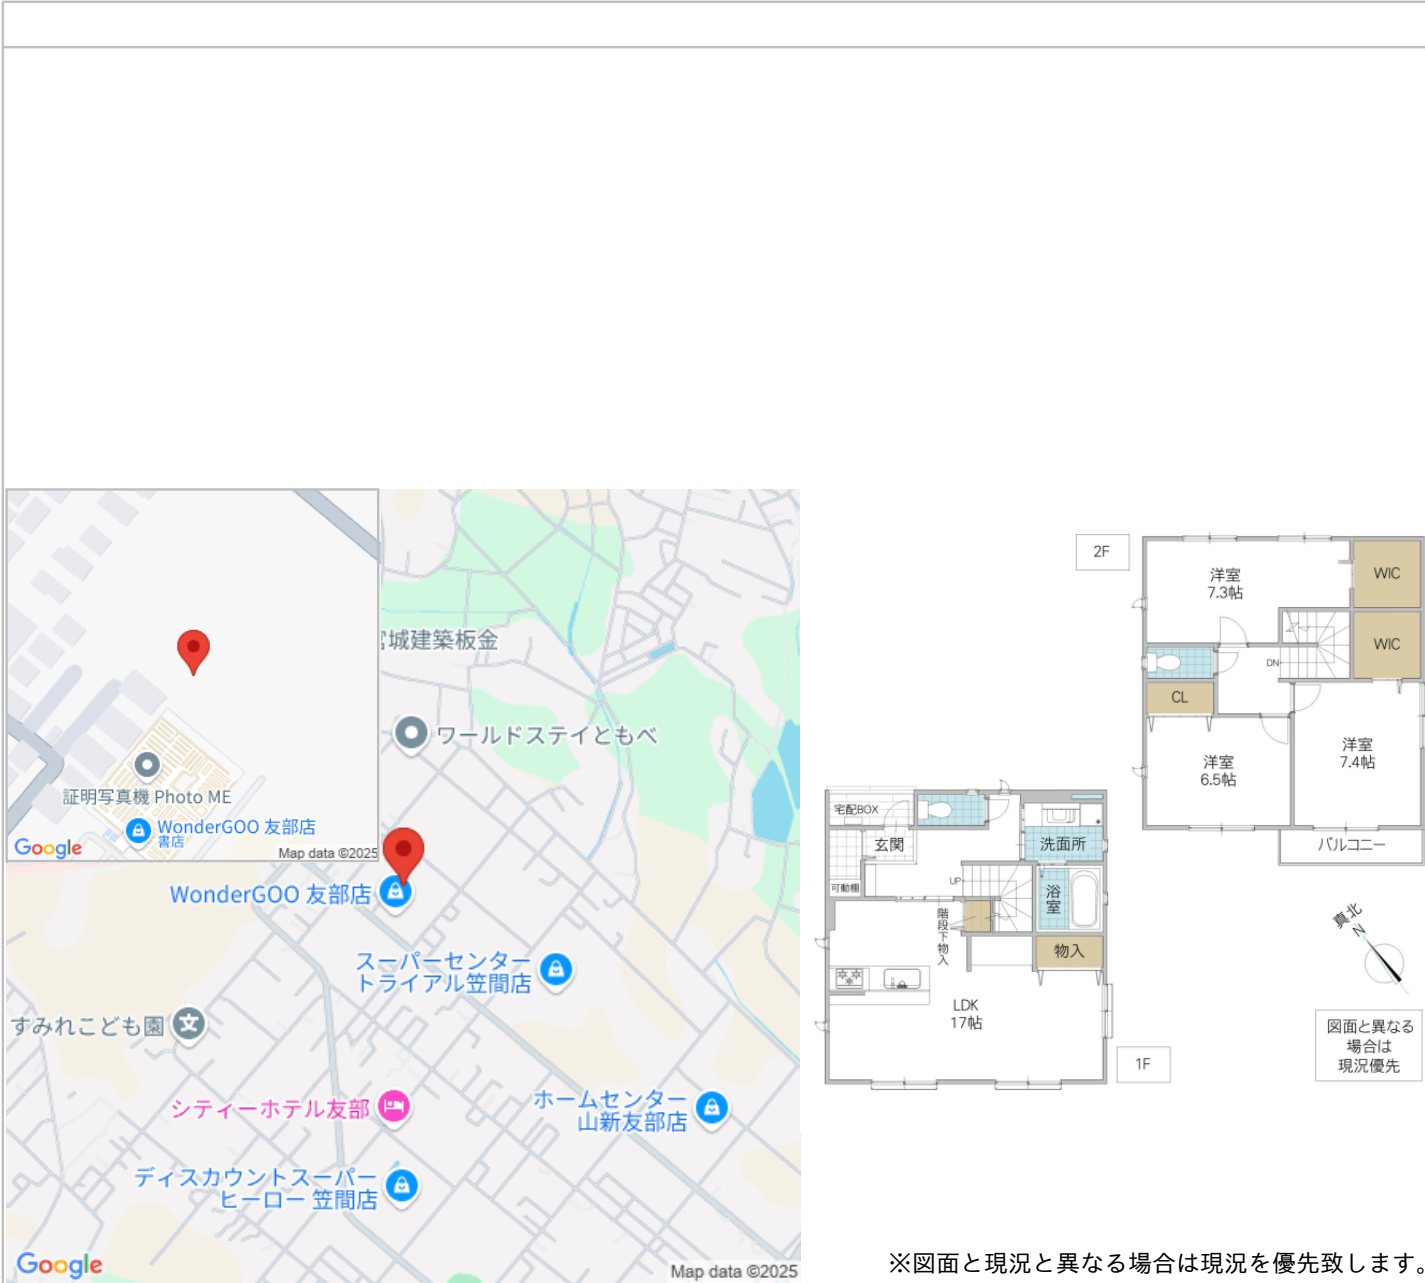 証明写真機 Photo ME
WonderGOO 友部店
書店
Google
Map data ©2025
宮城建築板金
ワールドステイともべ
WonderGOO 友部店
スーパーセンター
トライアル笠間店
すみれこども園
文
シティーホテル友部
ホームセンター
山新友部店
ディスカウントスーパー
ヒーロー 笠間店
Google
Map data ©2025
2F
洋室
7.3帖
WIC
WIC
DN
CL
洋室
6.5帖
洋室
7.4帖
バルコニー
宅配BOX
玄関
洗面所
可動棚
UP
浴室
階段下物入
物入
LDK
17帖
1F
真北
N
図面と異なる
場合は
現況優先
※図面と現況と異なる場合は現況を優先致します。